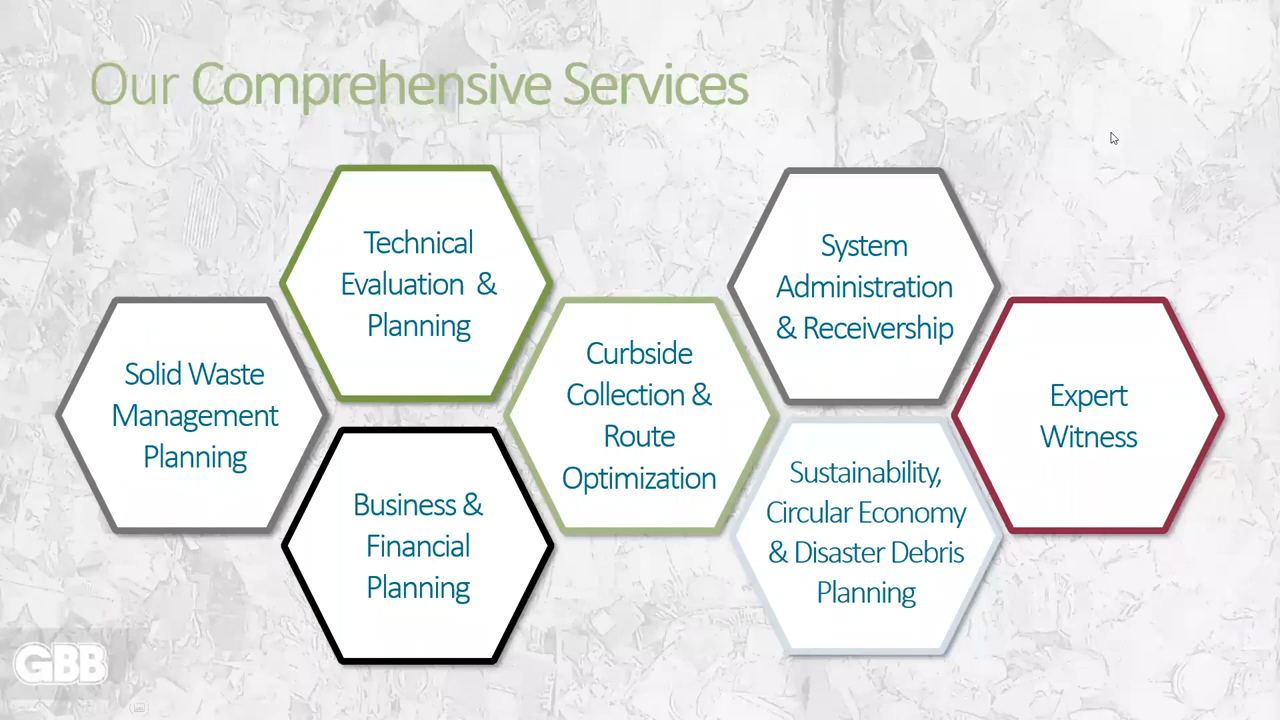 Our Comprehensive Services
Technical
Evaluation &
Planning
System
Administration
& Receivership
Solid Waste
Management
Planning
Curbside
Collection &
Route
Optimization
Expert
Witness
Business &
Financial
Planning
Sustainability,
Circular Economy
& Disaster Debris
Planning
GBB